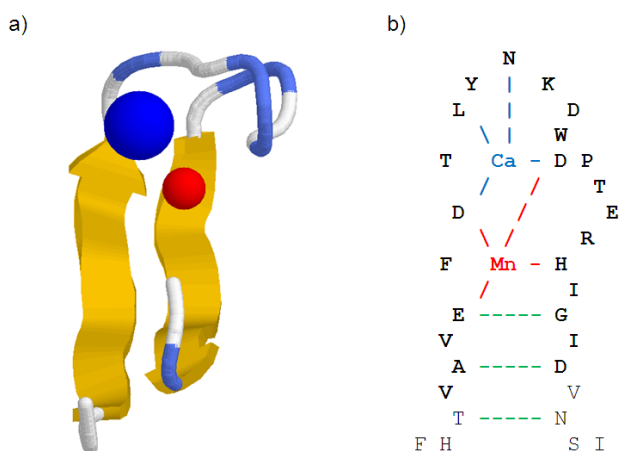 a)
b)
N
Y K
L D
W
T Ca D P
T
D E
R
F Mn H
I
E G
V I
A D
V V
T N
F H S I